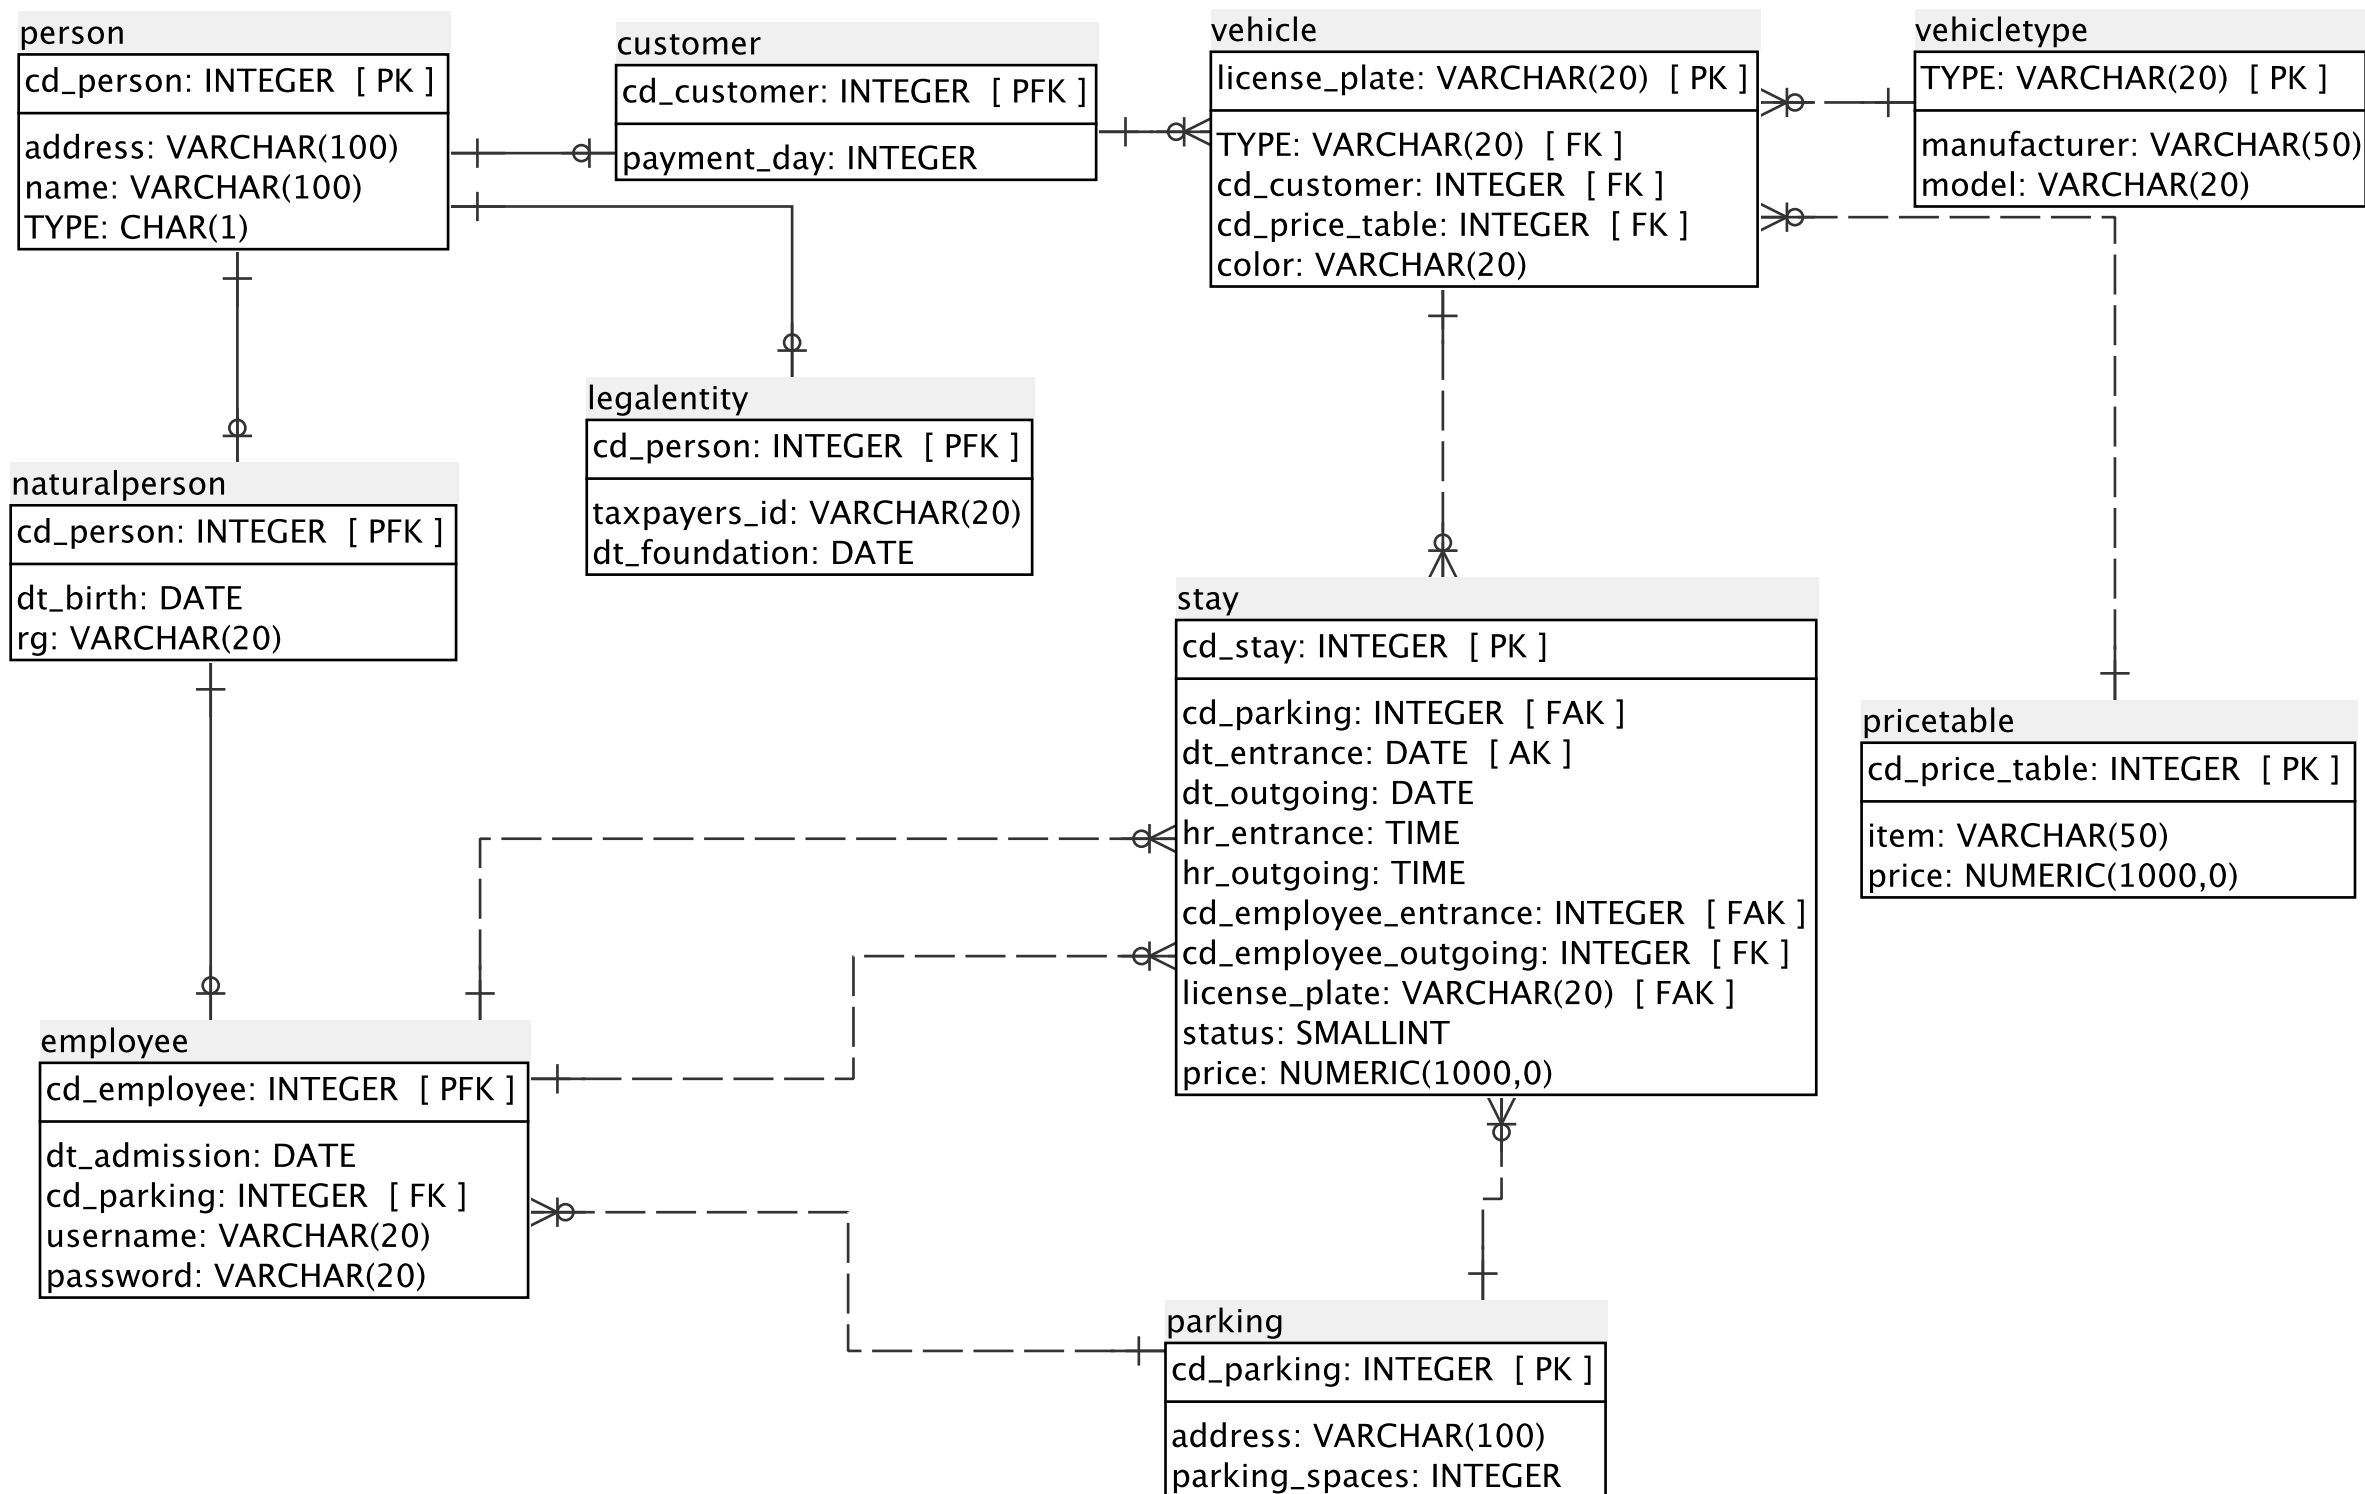 person
cd_person: INTEGER [ PK ]
address: VARCHAR(100)
name: VARCHAR(100)
TYPE: CHAR(1)
customer
cd_customer: INTEGER [ PFK ]
payment_day: INTEGER
vehicle
license_plate: VARCHAR(20) [ PK ]
TYPE: VARCHAR(20) [ FK ]
cd_customer: INTEGER [ FK ]
cd_price_table: INTEGER [ FK ]
color: VARCHAR(20)
vehicletype
TYPE: VARCHAR(20) [ PK ]
manufacturer: VARCHAR(50)
model: VARCHAR(20)
legalentity
cd_person: INTEGER [ PFK ]
taxpayers_id: VARCHAR(20)
dt_foundation: DATE
naturalperson
cd_person: INTEGER [ PFK ]
dt_birth: DATE
rg: VARCHAR(20)
stay
cd_stay: INTEGER [ PK ]
cd_parking: INTEGER [ FAK ]
dt_entrance: DATE [ AK ]
dt_outgoing: DATE
hr_entrance: TIME
hr_outgoing: TIME
cd_employee_entrance: INTEGER [ FAK ]
cd_employee_outgoing: INTEGER [ FK ]
license_plate: VARCHAR(20) [ FAK ]
status: SMALLINT
price: NUMERIC(1000,0)
pricetable
cd_price_table: INTEGER [ PK ]
item: VARCHAR(50)
price: NUMERIC(1000,0)
employee
cd_employee: INTEGER [ PFK ]
dt_admission: DATE
cd_parking: INTEGER [ FK ]
username: VARCHAR(20)
password: VARCHAR(20)
parking
cd_parking: INTEGER [ PK ]
address: VARCHAR(100)
parking_spaces: INTEGER